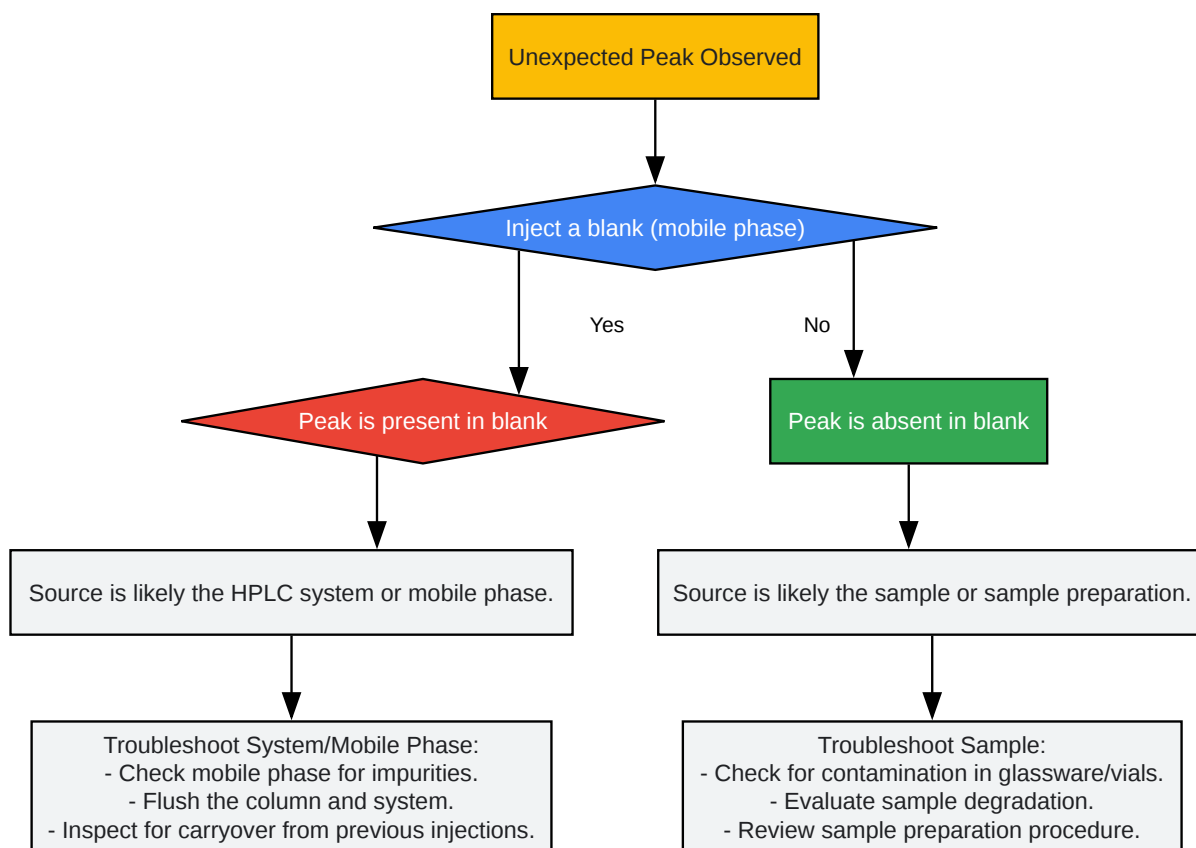 Unexpected Peak Observed
Inject a blank (mobile phase)
Yes
No
Peak is present in blank
Peak is absent in blank
Source is likely the HPLC system or mobile phase.
Source is likely the sample or sample preparation.
Troubleshoot System/Mobile Phase:
- Check mobile phase for impurities.
- Flush the column and system.
- Inspect for carryover from previous injections.
Troubleshoot Sample:
- Check for contamination in glassware/vials.
- Evaluate sample degradation.
- Review sample preparation procedure.